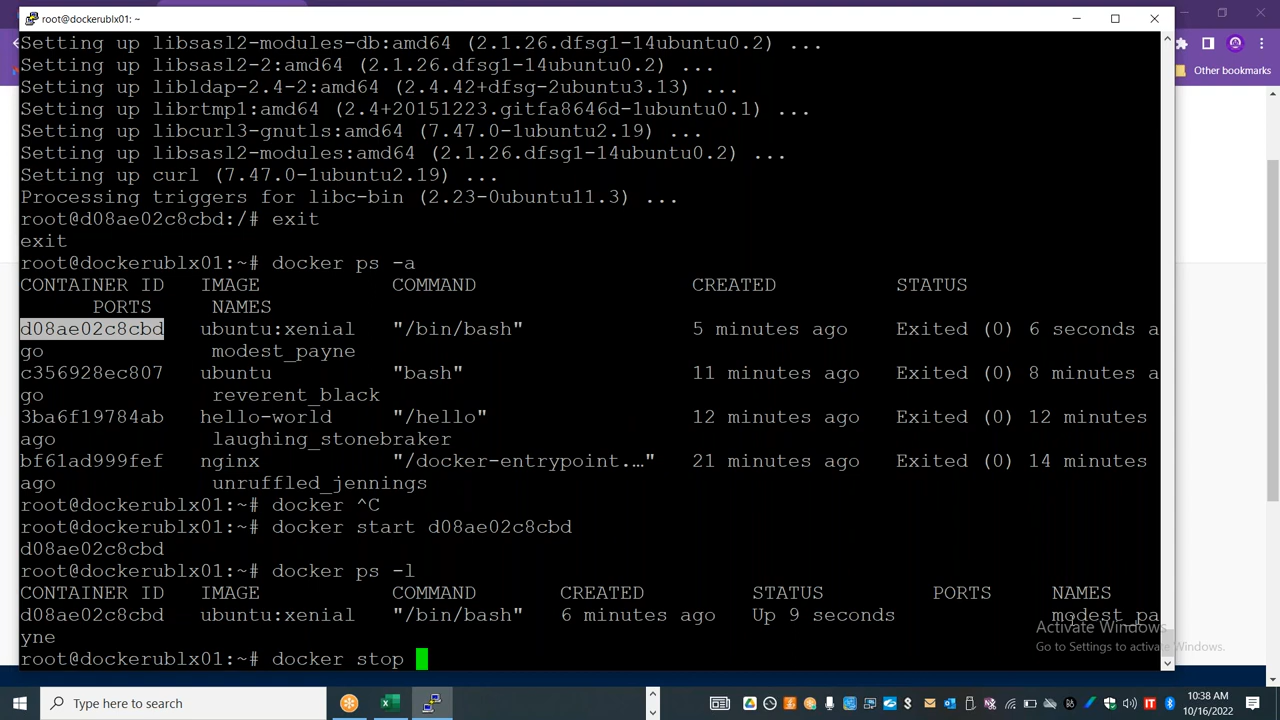 root@dockerublx01: ~
Setting up libsasl2-modules-db:amd64 (2.1.26.dfsg1-14ubuntu0.2) ...
Setting up libsasl2-2:amd64 (2.1.26.dfsg1-14ubuntu0.2) ...
Setting up libldap-2.4-2:amd64 (2.4.42+dfsg-2ubuntu3.13) ...
Setting up librtmp1:amd64 (2.4+20151223.gitfa8646d-1ubuntu0.1) ...
Setting up libcurl3-gnutls:amd64 (7.47.0-1ubuntu2.19) ...
Setting up libsasl2-modules:amd64 (2.1.26.dfsg1-14ubuntu0.2) ...
Setting up curl (7.47.0-1ubuntu2.19) ...
Processing triggers for libc-bin (2.23-0ubuntu11.3) ...
root@d08ae02c8cbd:/# exit
exit
root@dockerublx01:~# docker ps -a
CONTAINER ID IMAGE COMMAND CREATED STATUS
PORTS NAMES
d08ae02c8cbd ubuntu:xenial "/bin/bash" 5 minutes ago Exited (0) 6 seconds a
go modest_payne
c356928ec807 ubuntu "bash" 11 minutes ago Exited (0) 8 minutes a
go reverent_black
3ba6f19784ab hello-world "/hello" 12 minutes ago Exited (0) 12 minutes
ago laughing_stonebraker
bf61ad999fef nginx "/docker-entrypoint.…" 21 minutes ago Exited (0) 14 minutes
ago unruffled_jennings
root@dockerublx01:~# docker ^C
root@dockerublx01:~# docker start d08ae02c8cbd
d08ae02c8cbd
root@dockerublx01:~# docker ps -l
CONTAINER ID IMAGE COMMAND CREATED STATUS PORTS NAMES
d08ae02c8cbd ubuntu:xenial "/bin/bash" 6 minutes ago Up 9 seconds modest_pa
yne
root@dockerublx01:~# docker stop
Other bookmarks
Activate Windows
Go to Settings to activate Windows.
Type here to search
10:38 AM
10/16/2022